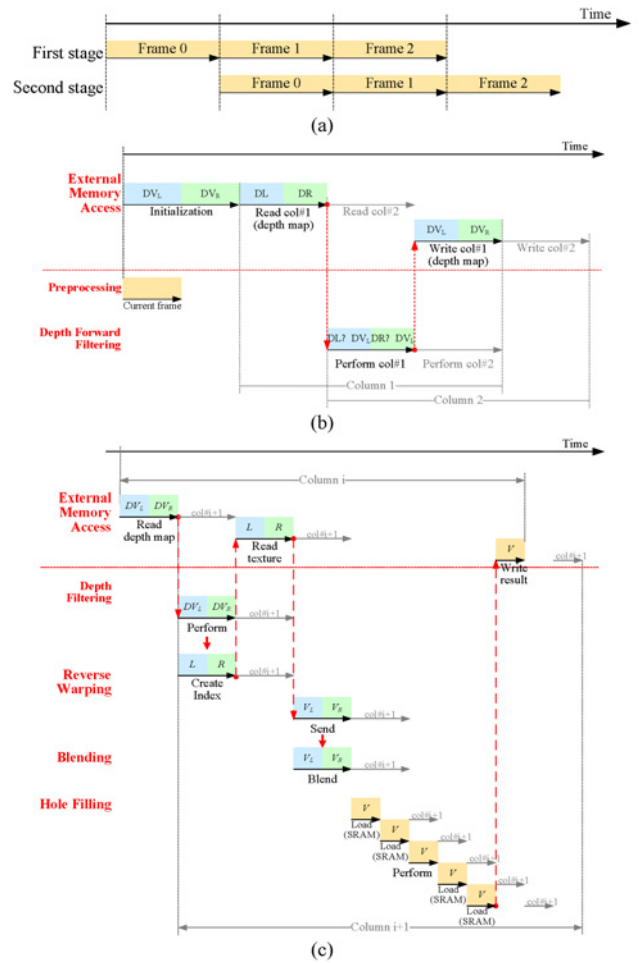 Time
First stage
Frame 0
Frame 1
Frame 2
Second stage
Frame 0
Frame 1
Frame 2
(a)
Time
External
Memory
Access
DVL
DVR
DL
DR
Initialization
Read col#1
(depth map)
Read col#2
DVL
DVR
Write col#1
(depth map)
Write col#2
Preprocessing
Current frame
Depth Forward
Filtering
DL? DVL
DR? DVL
Perform col#1
Perform col#2
Column 1
Column 2
(b)
Time
Column i
External
Memory
Access
DVL
DVR
Read
depth map
col#i+1
L
R
Read
texture
col#i+1
V
Write
result
col#i+1
Depth
Filtering
DVL
DVR
Perform
col#i+1
Reverse
Warping
L
R
Create
Index
col#i+1
VL
VR
Send
col#i+1
Blending
VL
VR
Blend
col#i+1
Hole Filling
V
Load
(SRAM)
col#i+1
V
Load
(SRAM)
col#i+1
V
Perform
col#i+1
V
Load
(SRAM)
col#i+1
V
Load
(SRAM)
col#i+1
Column i+1
(c)